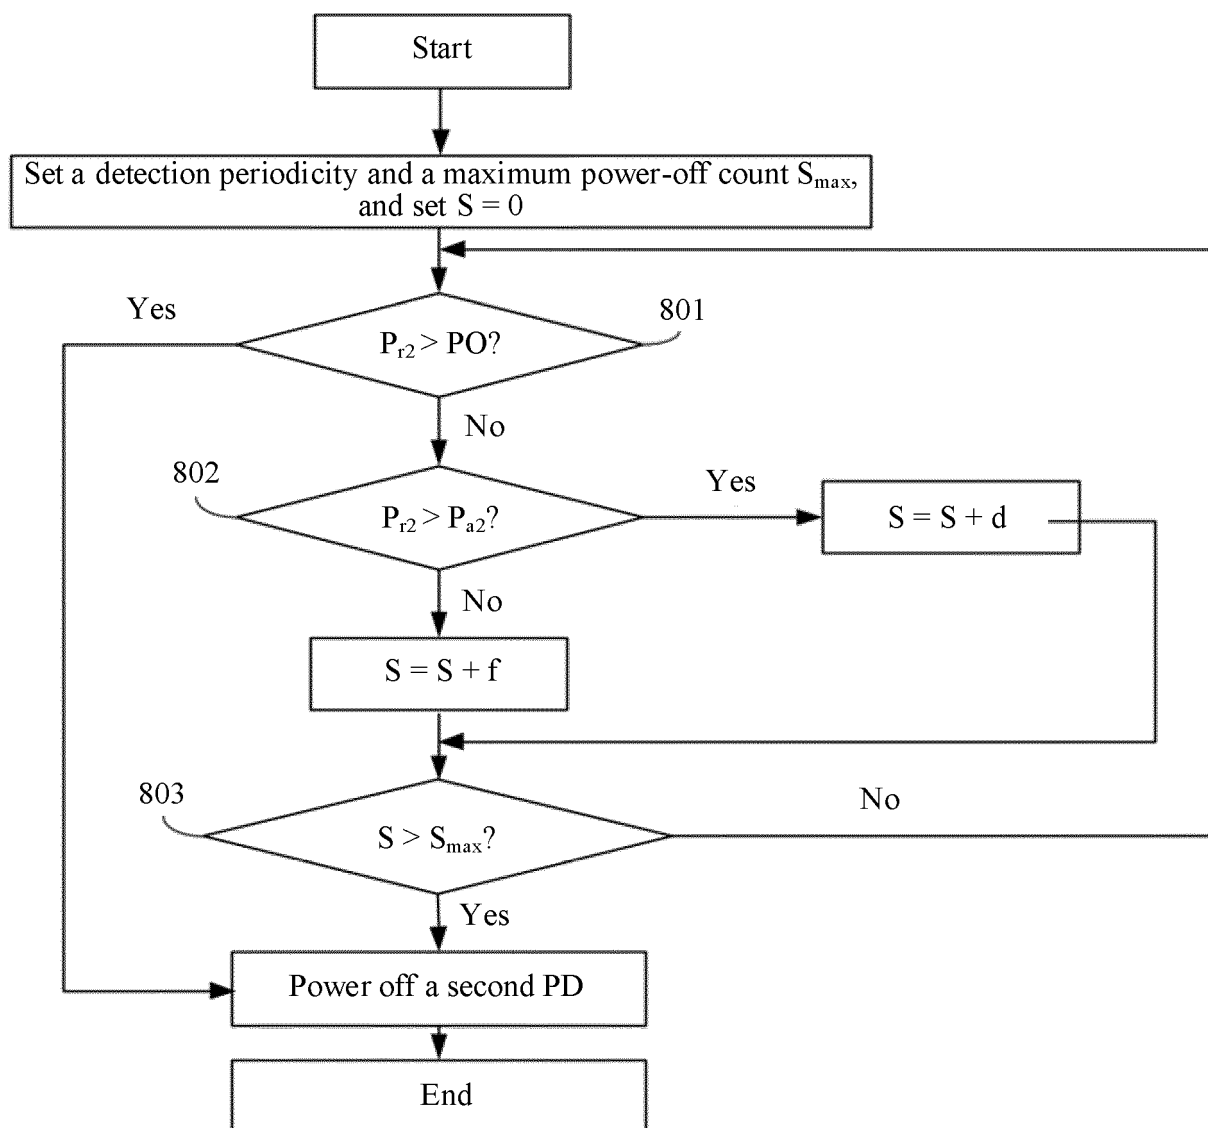 Start
Set a detection periodicity and a maximum power-off count Smax,
and set S = 0
Yes
801
Pr2 > PO?
No
802
Yes
Pr2 > Pa2?
S = S + d
No
S = S + f
803
No
S > Smax?
Yes
Power off a second PD
End